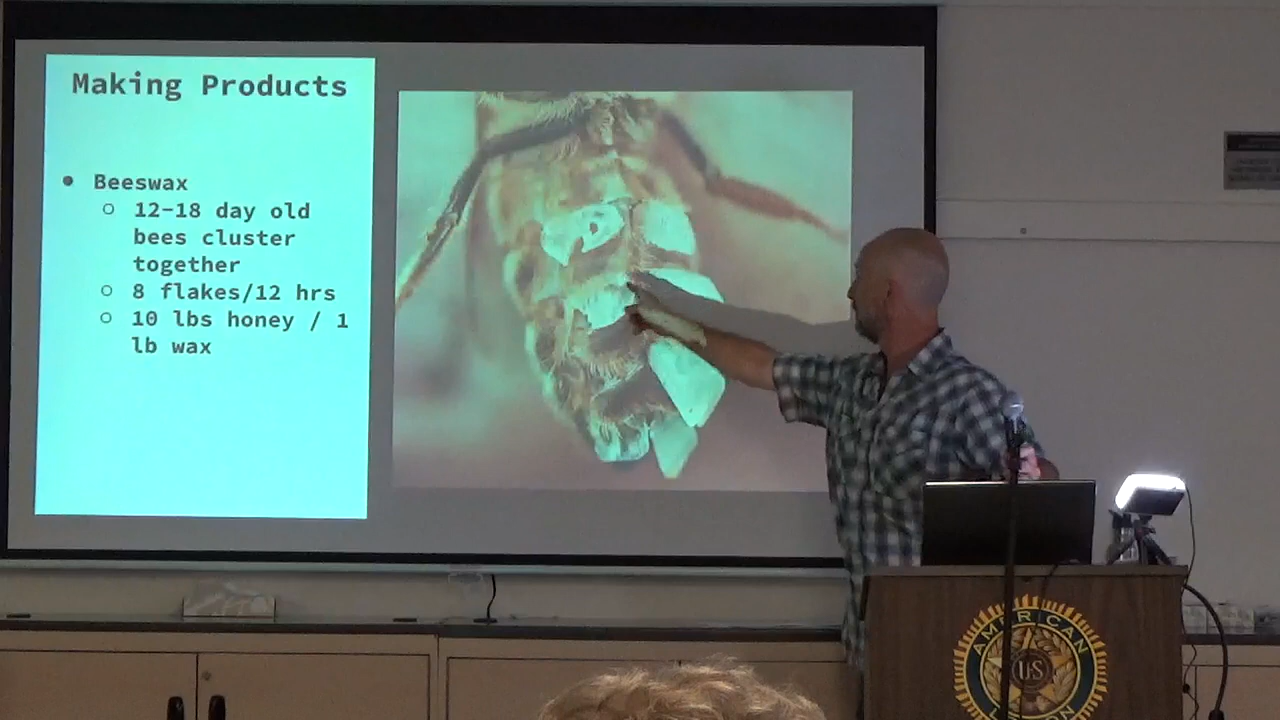 Making Products
● Beeswax
○ 12-18 day old
bees cluster
together
○ 8 flakes/12 hrs
○ 10 lbs honey / 1
lb wax
AMERICAN
US